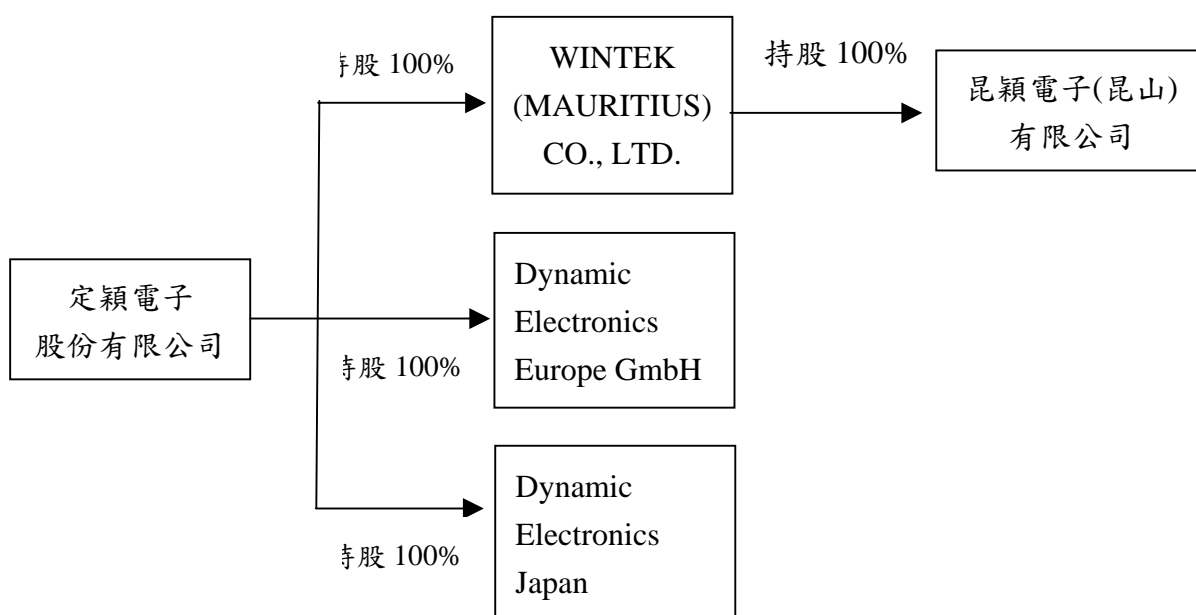 持股 100%
WINTEK
(MAURITIUS)
CO., LTD.
持股 100%
昆穎電子(昆山)
有限公司
定穎電子
股份有限公司
持股 100%
Dynamic
Electronics
Europe GmbH
持股 100%
Dynamic
Electronics
Japan